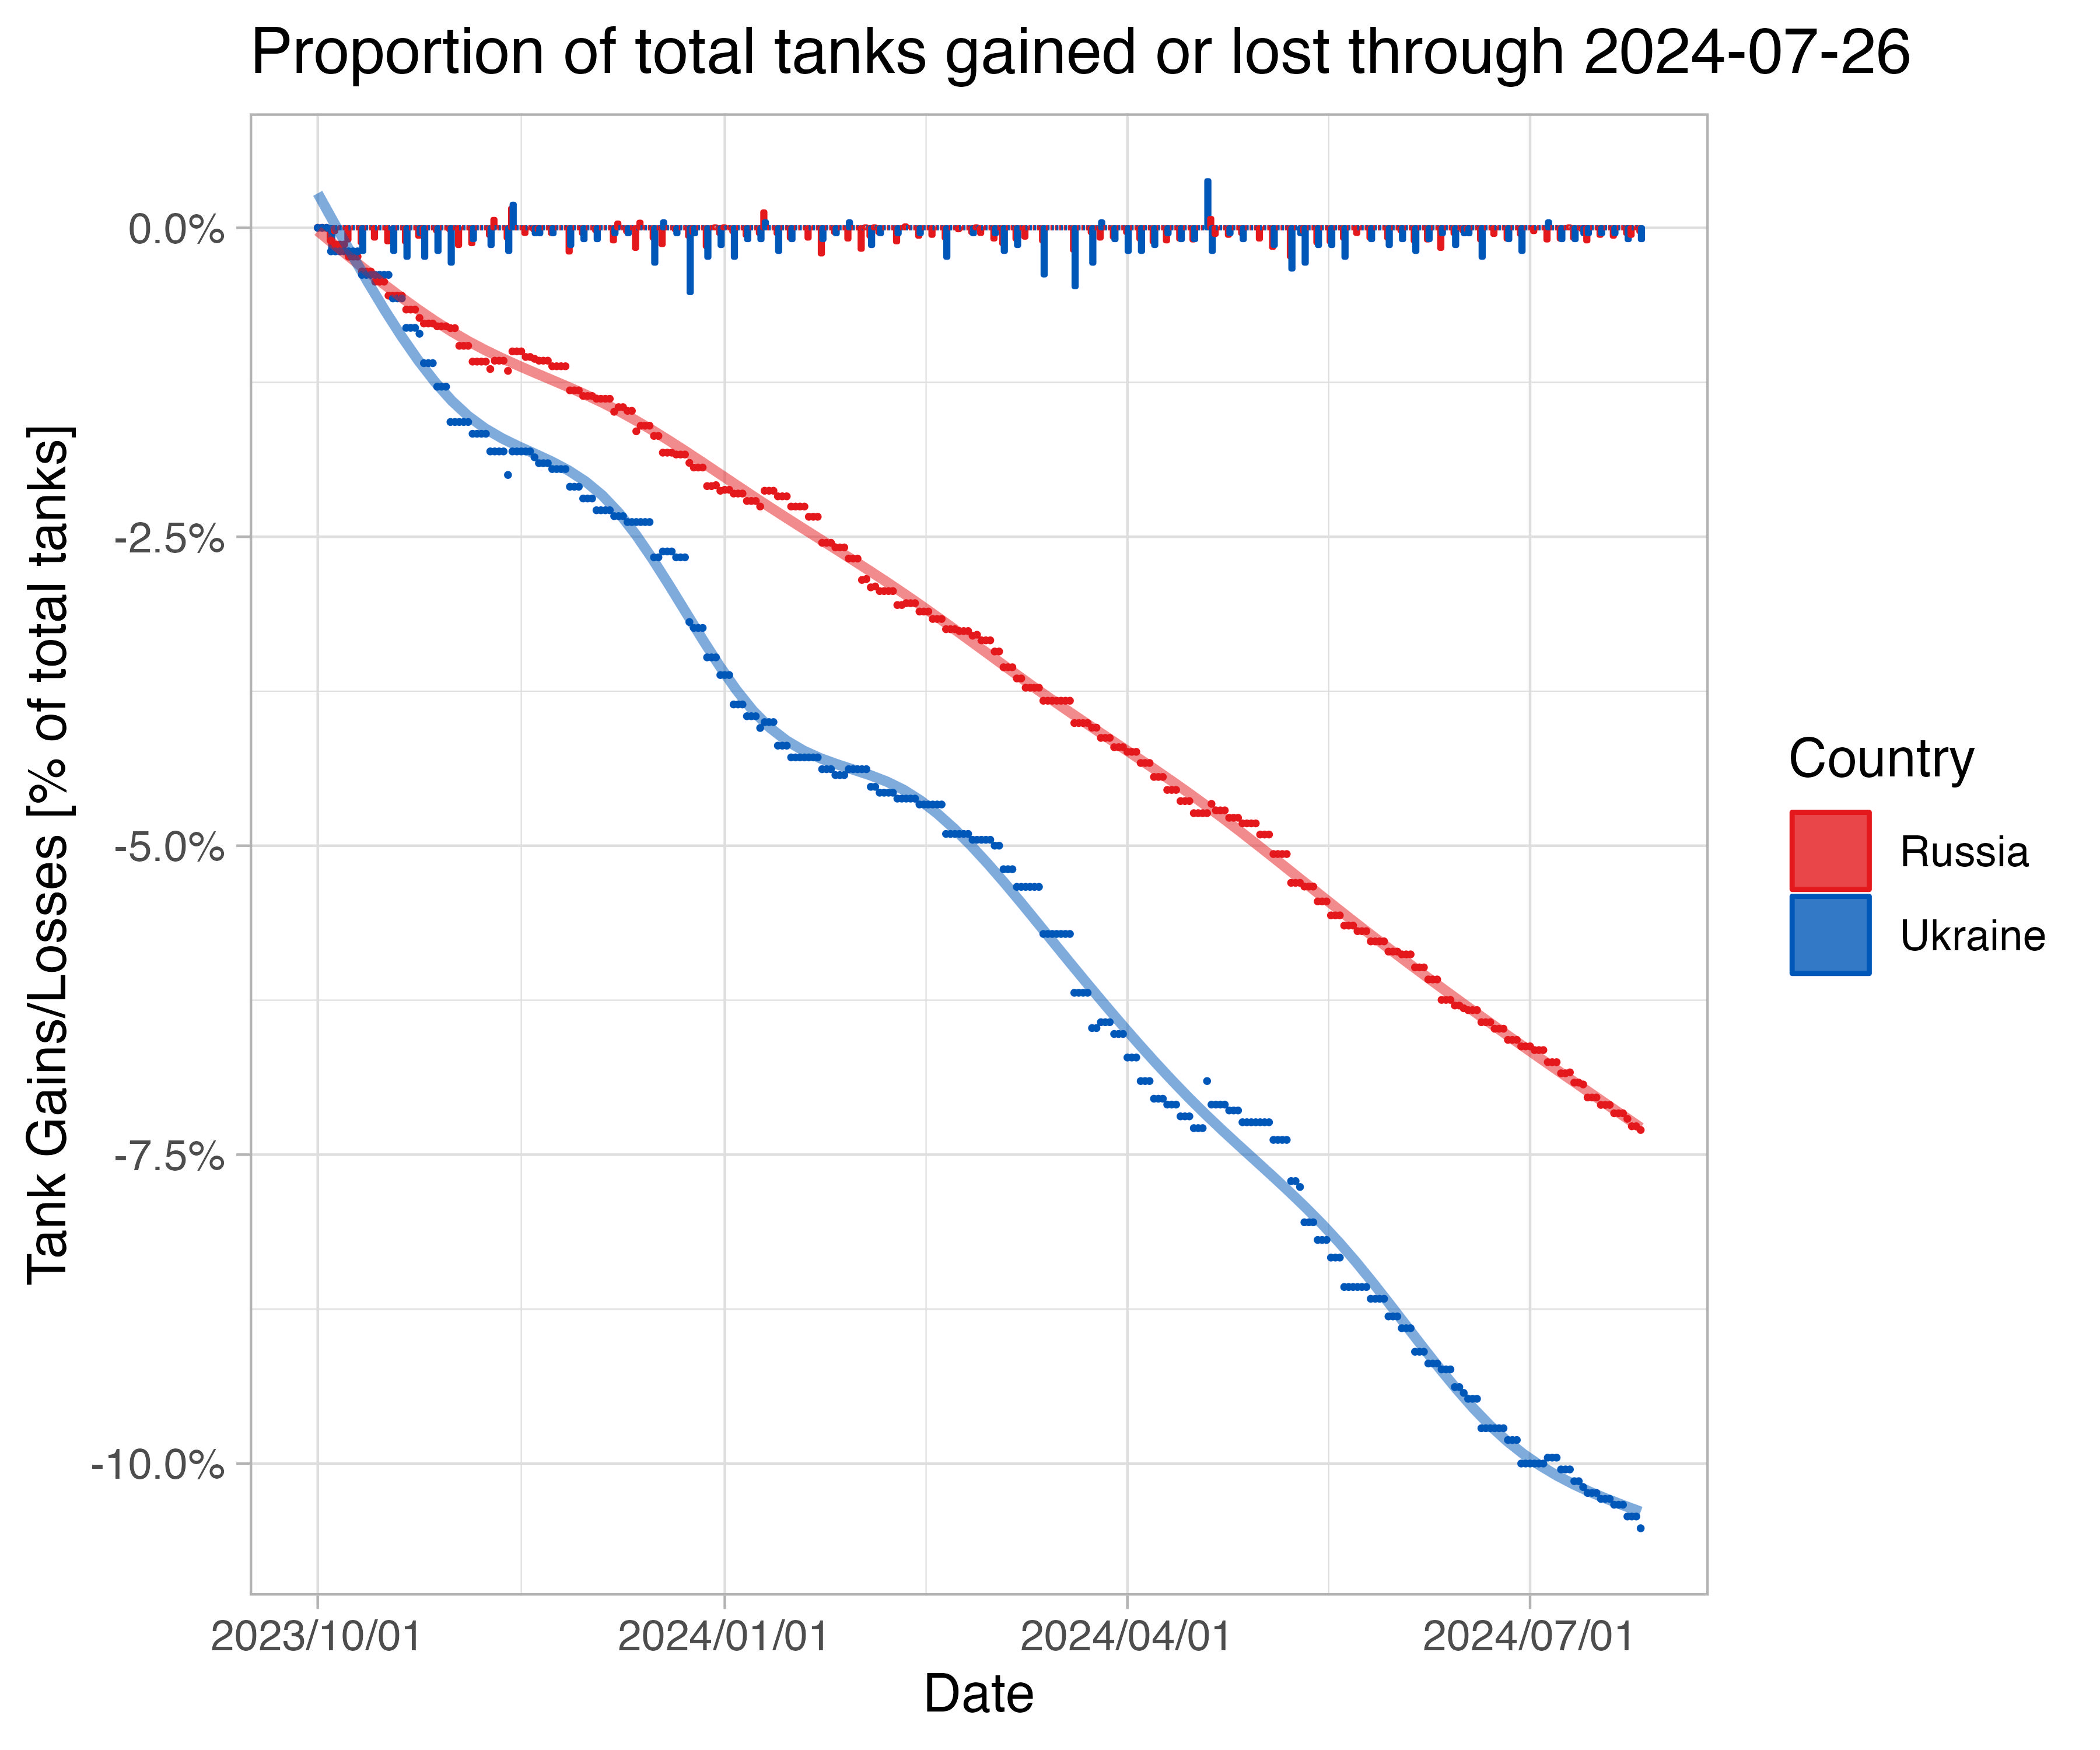 Proportion of total tanks gained or lost through 2024-07-26
Tank Gains/Losses [% of total tanks]
0.0%
-2.5%
-5.0%
-7.5%
-10.0%
2023/10/01
2024/01/01
2024/04/01
2024/07/01
Date
Country
Russia
Ukraine